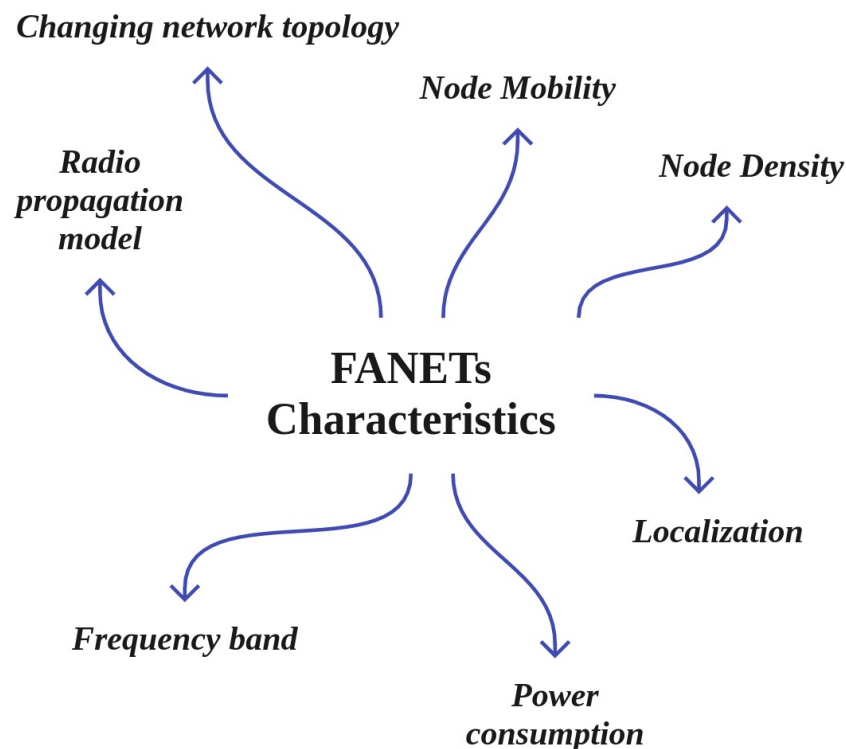 Changing network topology
Node Mobility
Node Density
Radio
propagation
model
FANETs
Characteristics
Localization
Frequency band
Power
consumption